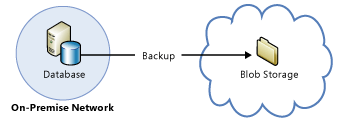 Database
Backup
Blob Storage
On-Premise Network